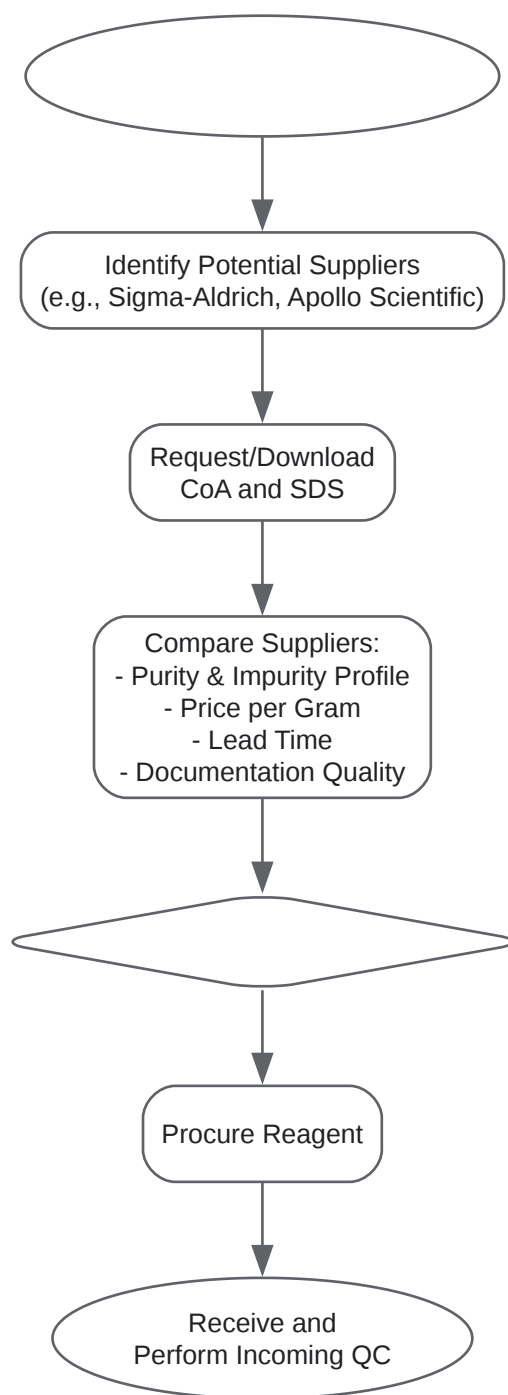 Identify Potential Suppliers
(e.g., Sigma-Aldrich, Apollo Scientific)
Request/Download
CoA and SDS
Compare Suppliers:
- Purity & Impurity Profile
- Price per Gram
- Lead Time
- Documentation Quality
Procure Reagent
Receive and
Perform Incoming QC